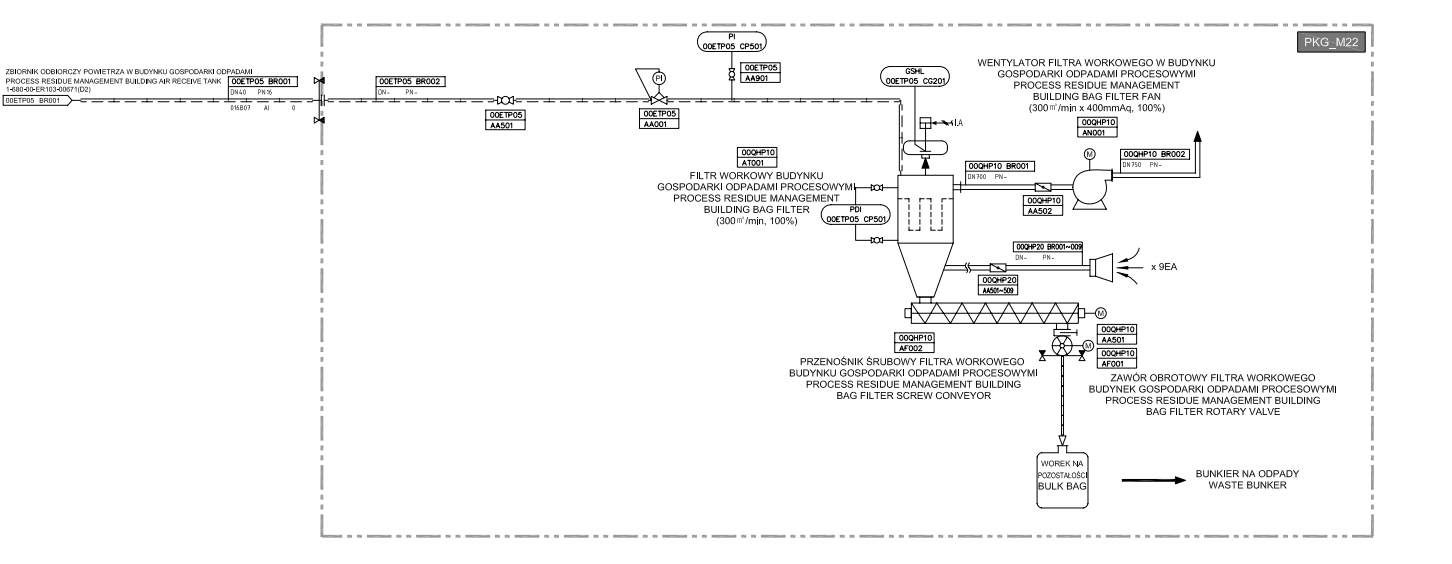 PKG_M22
PI
00ETP05 CP501
00ETP05
AA901
GSHL
00ETP05 CG201
I.A
WENTYLATOR FILTRA WORKOWEGO W BUDYNKU
GOSPODARKI ODPADAMI PROCESOWYMI
PROCESS RESIDUE MANAGEMENT
BUILDING BAG FILTER FAN
(300㎥/min x 400mmAq, 100%)
00QHP10
AN001
M
ZBIORNIK ODBIORCZY POWIETRZA W BUDYNKU GOSPODARKI ODPADAMI
PROCESS RESIDUE MANAGEMENT BUILDING AIR RECEIVE TANK
1-680-00-ER103-00671(D2)
00ETP05 BR001
00ETP05 BR001
DN40 PN16
016B07 AI 0
00ETP05 BR002
DN- PN-
00ETP05
AA501
PI
00ETP05
AA001
00QHP10
AT001
FILTR WORKOWY BUDYNKU
GOSPODARKI ODPADAMI PROCESOWYMI
PROCESS RESIDUE MANAGEMENT
BUILDING BAG FILTER
(300㎥/min, 100%)
PDI
00ETP05 CP501
00QHP10 BR001
DN700 PN-
00QHP10
AA502
00QHP10 BR002
DN750 PN-
00QHP20 BR001~009
DN- PN-
00QHP20
AA501~509
x 9EA
M
00QHP10
AF002
PRZENOŚNIK ŚRUBOWY FILTRA WORKOWEGO
BUDYNKU GOSPODARKI ODPADAMI PROCESOWYMI
PROCESS RESIDUE MANAGEMENT BUILDING
BAG FILTER SCREW CONVEYOR
M
00QHP10
AA501
00QHP10
AF001
ZAWÓR OBROTOWY FILTRA WORKOWEGO
BUDYNEK GOSPODARKI ODPADAMI PROCESOWYMI
PROCESS RESIDUE MANAGEMENT BUILDING
BAG FILTER ROTARY VALVE
WOREK NA
POZOSTAŁOŚCI
BULK BAG
BUNKIER NA ODPADY
WASTE BUNKER